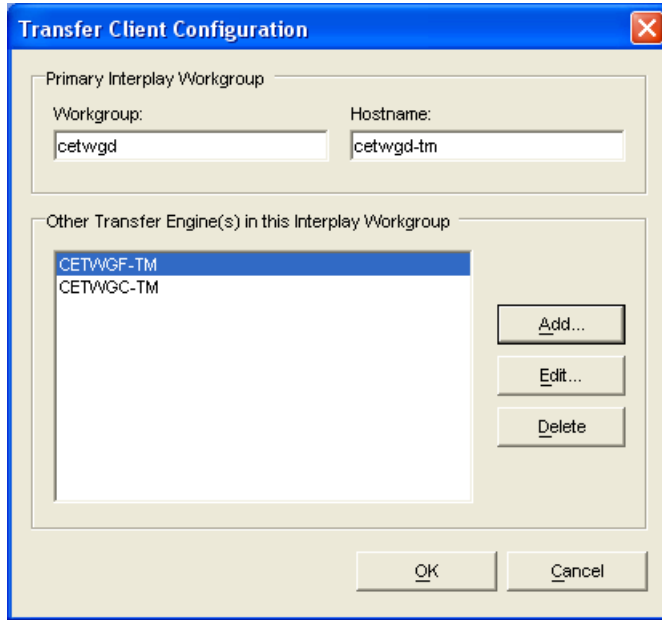 Transfer Client Configuration
Primary Interplay Workgroup
Workgroup: Hostname:
cetwgd cetwgd-tm
Other Transfer Engine(s) in this Interplay Workgroup
CETWGF-TM
CETWGC-TM
Add...
Edit...
Delete
OK Cancel